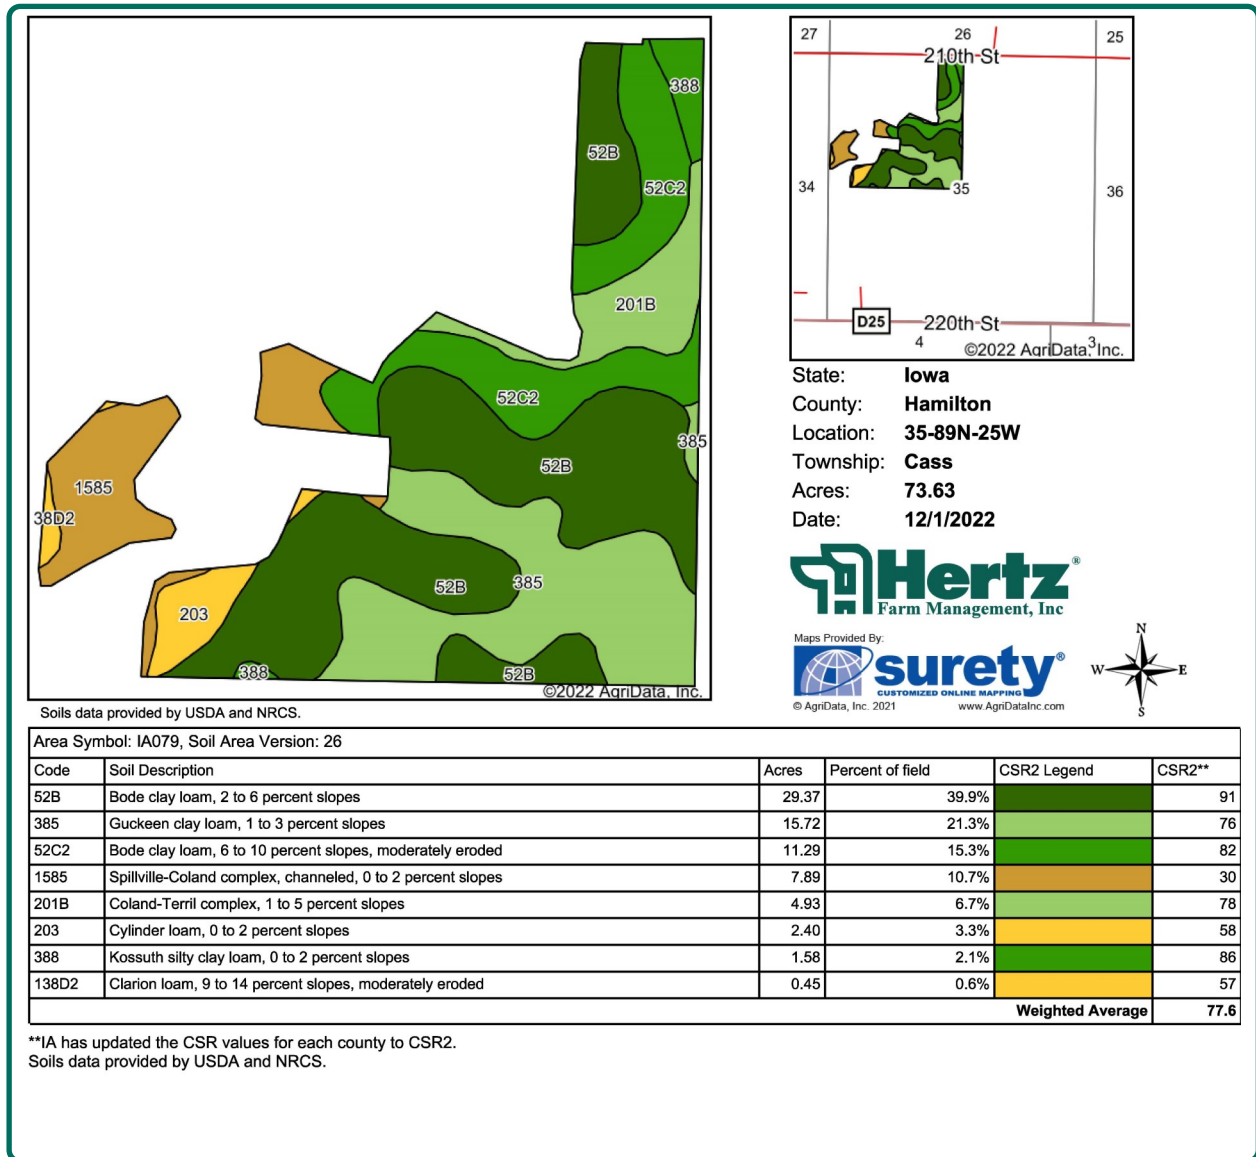 388
52B
52C2
201B
52C2
385
52B
1585
38D2
52B
385
203
388
52B
©2022 AgriData, Inc.
Soils data provided by USDA and NRCS.
27 26 25
210th St
34 35 36
D25 220th St
4 3
©2022 AgriData, Inc.
State: Iowa
County: Hamilton
Location: 35-89N-25W
Township: Cass
Acres: 73.63
Date: 12/1/2022
Hertz®
Farm Management, Inc
Maps Provided By:
surety®
CUSTOMIZED ONLINE MAPPING
© AgriData, Inc. 2021 www.AgriDataInc.com
N
W E
S
Area Symbol: IA079, Soil Area Version: 26
Code Soil Description Acres Percent of field CSR2 Legend CSR2**
52B Bode clay loam, 2 to 6 percent slopes 29.37 39.9% 91
385 Guckeen clay loam, 1 to 3 percent slopes 15.72 21.3% 76
52C2 Bode clay loam, 6 to 10 percent slopes, moderately eroded 11.29 15.3% 82
1585 Spillville-Coland complex, channeled, 0 to 2 percent slopes 7.89 10.7% 30
201B Coland-Terril complex, 1 to 5 percent slopes 4.93 6.7% 78
203 Cylinder loam, 0 to 2 percent slopes 2.40 3.3% 58
388 Kossuth silty clay loam, 0 to 2 percent slopes 1.58 2.1% 86
138D2 Clarion loam, 9 to 14 percent slopes, moderately eroded 0.45 0.6% 57
Weighted Average 77.6
**IA has updated the CSR values for each county to CSR2.
Soils data provided by USDA and NRCS.